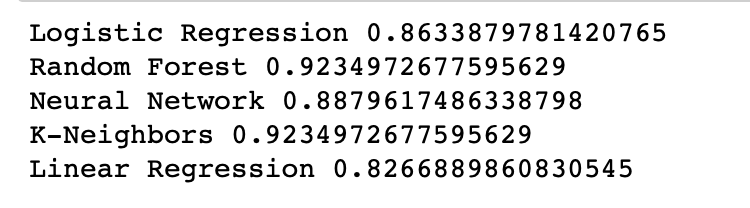 Logistic Regression 0.8633879781420765
Random Forest 0.9234972677595629
Neural Network 0.8879617486338798
K-Neighbors 0.9234972677595629
Linear Regression 0.8266889860830545